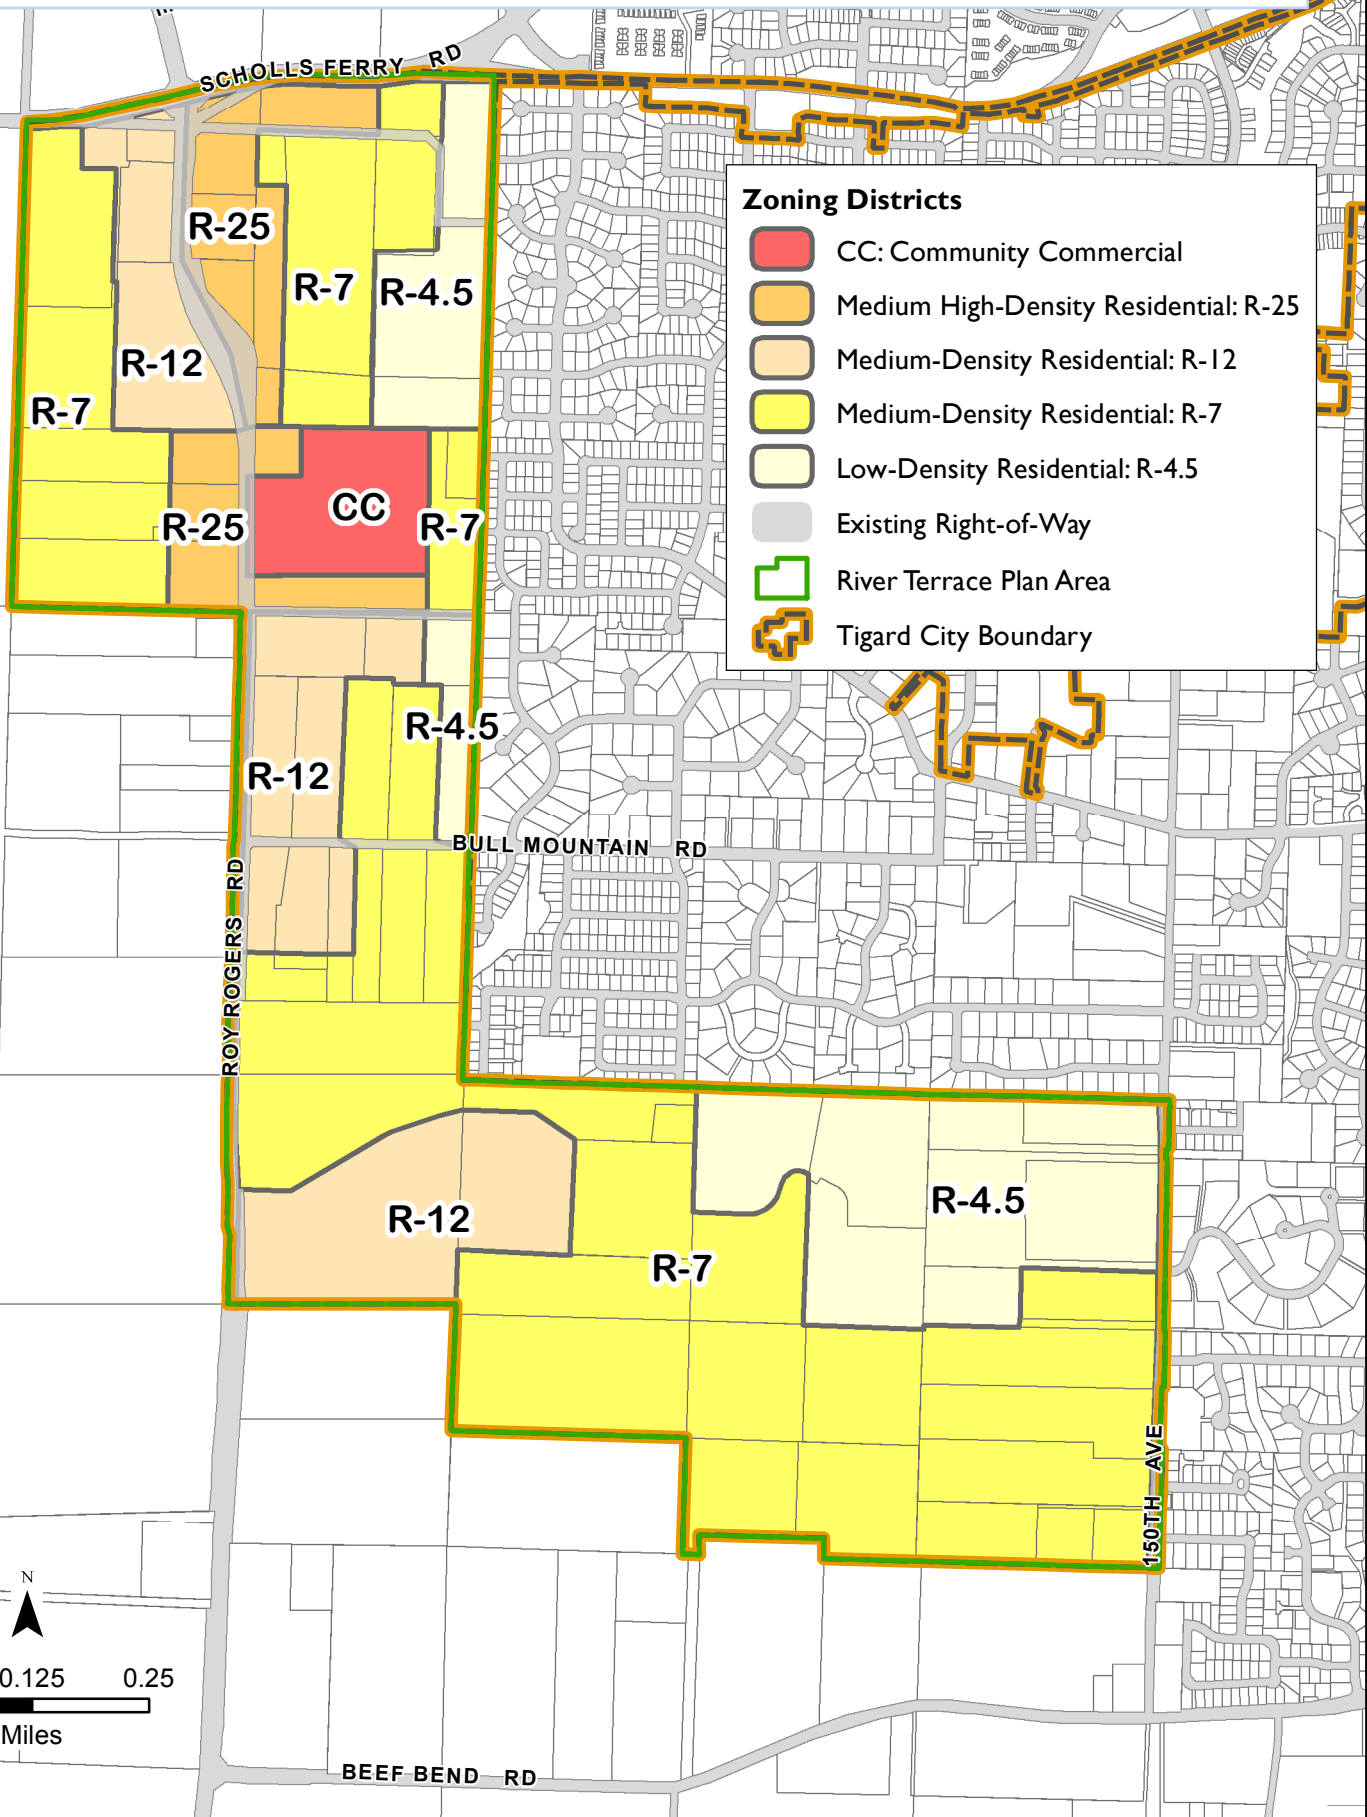 SCHOLLS FERRY RD
Zoning Districts
CC: Community Commercial
Medium High-Density Residential: R-25
Medium-Density Residential: R-12
Medium-Density Residential: R-7
Low-Density Residential: R-4.5
Existing Right-of-Way
River Terrace Plan Area
Tigard City Boundary
R-25
R-7
R-4.5
R-12
R-7
CC
R-25
R-7
R-4.5
R-12
BULL MOUNTAIN RD
ROY ROGERS RD
R-4.5
R-12
R-7
150TH AVE
N
0.125 0.25
Miles
BEEF BEND RD